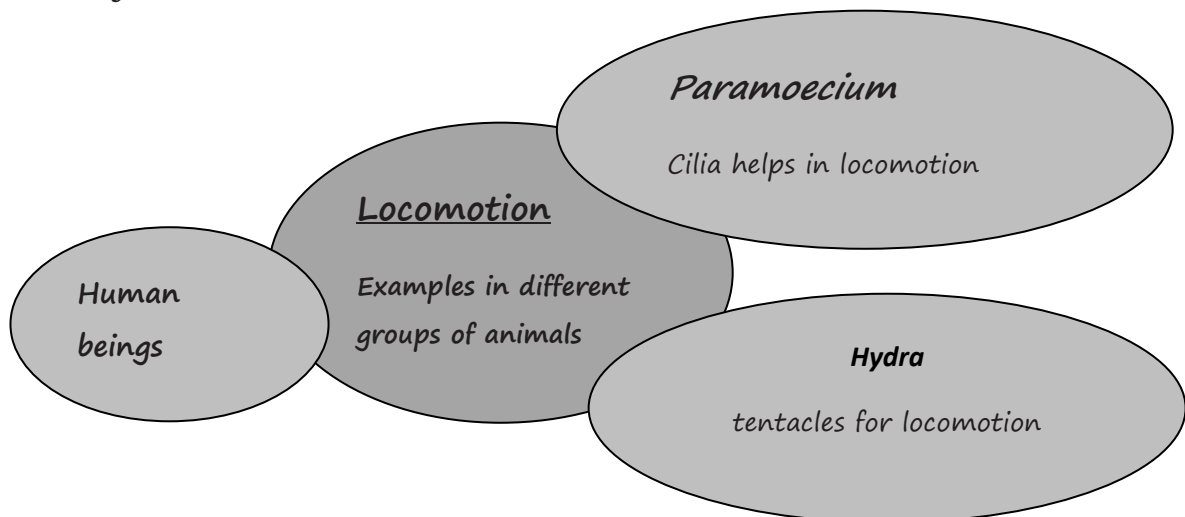 Paramoecium
Cilia helps in locomotion
Locomotion
Examples in different
groups of animals
Human
beings
Hydra
tentacles for locomotion